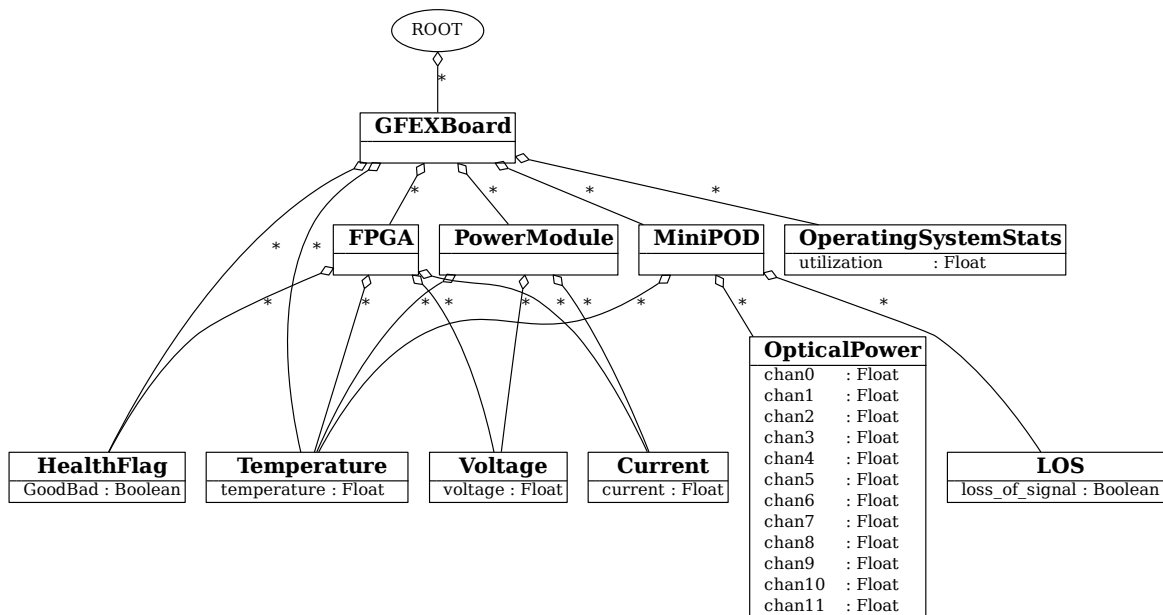 ROOT
*
GFEXBoard
* * * *
FPGA PowerModule MiniPOD OperatingSystemStats
utilization : Float
* *
* * * * * * * * * *
OpticalPower
chan0 : Float
chan1 : Float
chan2 : Float
chan3 : Float
chan4 : Float
chan5 : Float
chan6 : Float
chan7 : Float
chan8 : Float
chan9 : Float
chan10 : Float
chan11 : Float
HealthFlag
GoodBad : Boolean
Temperature
temperature : Float
Voltage
voltage : Float
Current
current : Float
LOS
loss_of_signal : Boolean